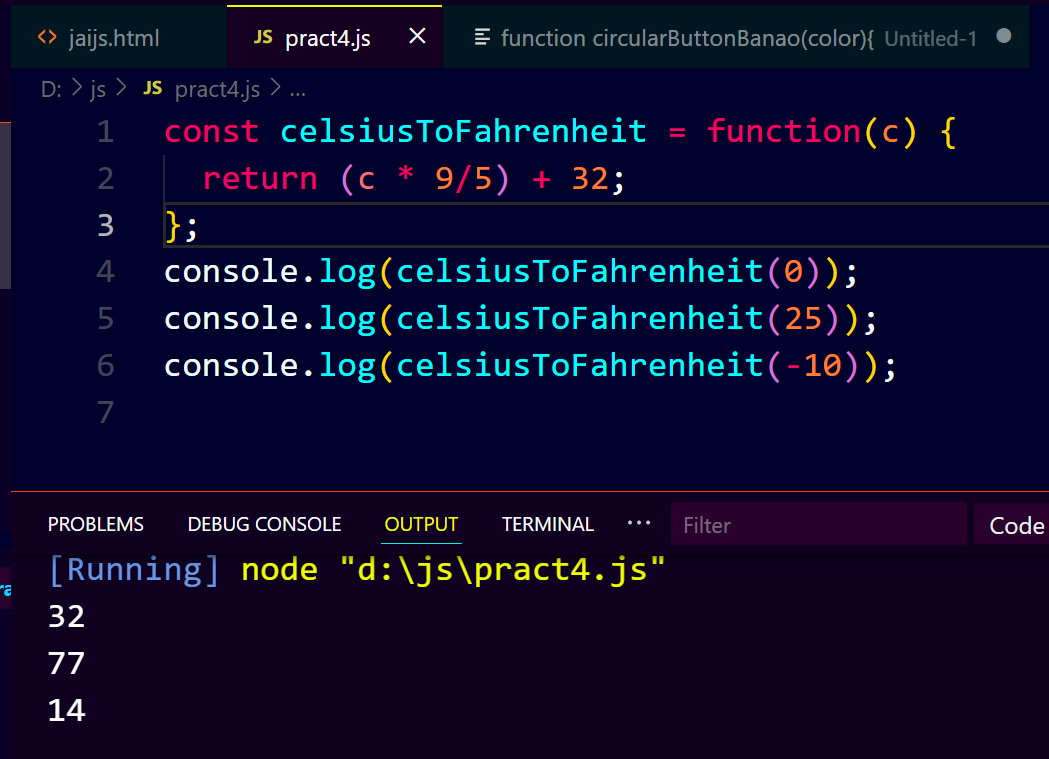 <> jaijs.html JS pract4.js × function circularButtonBanao(color){ Untitled-1 ●
D: > js > JS pract4.js > ...
1 const celsiusToFahrenheit = function(c) {
2 return (c * 9/5) + 32;
3 };
4 console.log(celsiusToFahrenheit(0));
5 console.log(celsiusToFahrenheit(25));
6 console.log(celsiusToFahrenheit(-10));
7
PROBLEMS DEBUG CONSOLE OUTPUT TERMINAL ... Filter Code
[Running] node "d:\js\pract4.js"
32
77
14